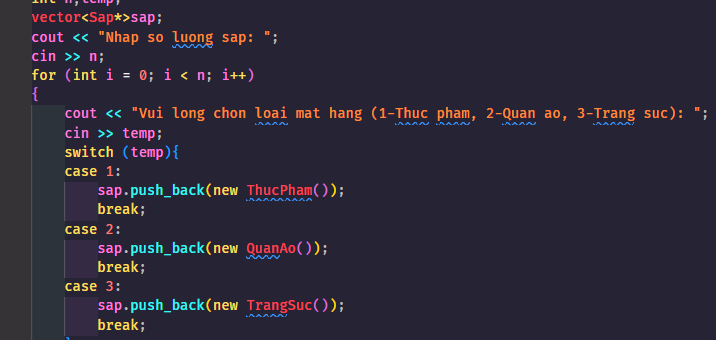 int n,temp;
vector<Sap*>sap;
cout << "Nhap so luong sap: ";
cin >> n;
for (int i = 0; i < n; i++)
{
cout << "Vui long chon loai mat hang (1-Thuc pham, 2-Quan ao, 3-Trang suc): ";
cin >> temp;
switch (temp){
case 1:
sap.push_back(new ThucPham());
break;
case 2:
sap.push_back(new QuanAo());
break;
case 3:
sap.push_back(new TrangSuc());
break;